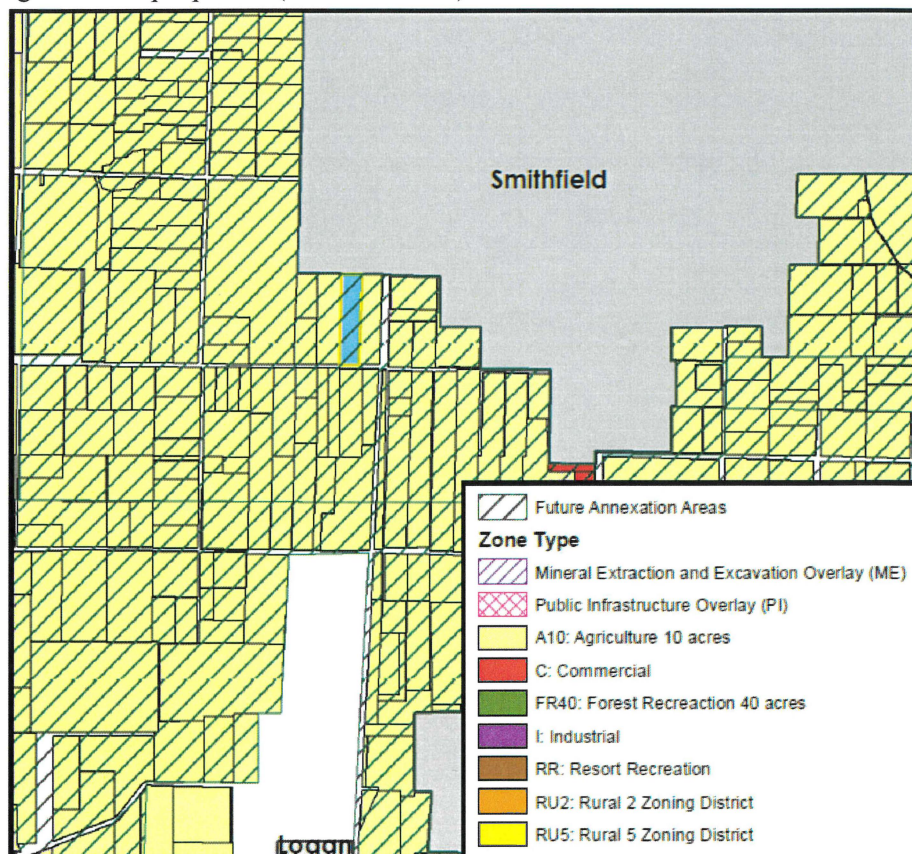 Smithfield
Future Annexation Areas
Zone Type
Mineral Extraction and Excavation Overlay (ME)
Public Infrastructure Overlay (PI)
A10: Agriculture 10 acres
C: Commercial
FR40: Forest Recreaction 40 acres
I: Industrial
RR: Resort Recreation
RU2: Rural 2 Zoning District
RU5: Rural 5 Zoning District
Logan